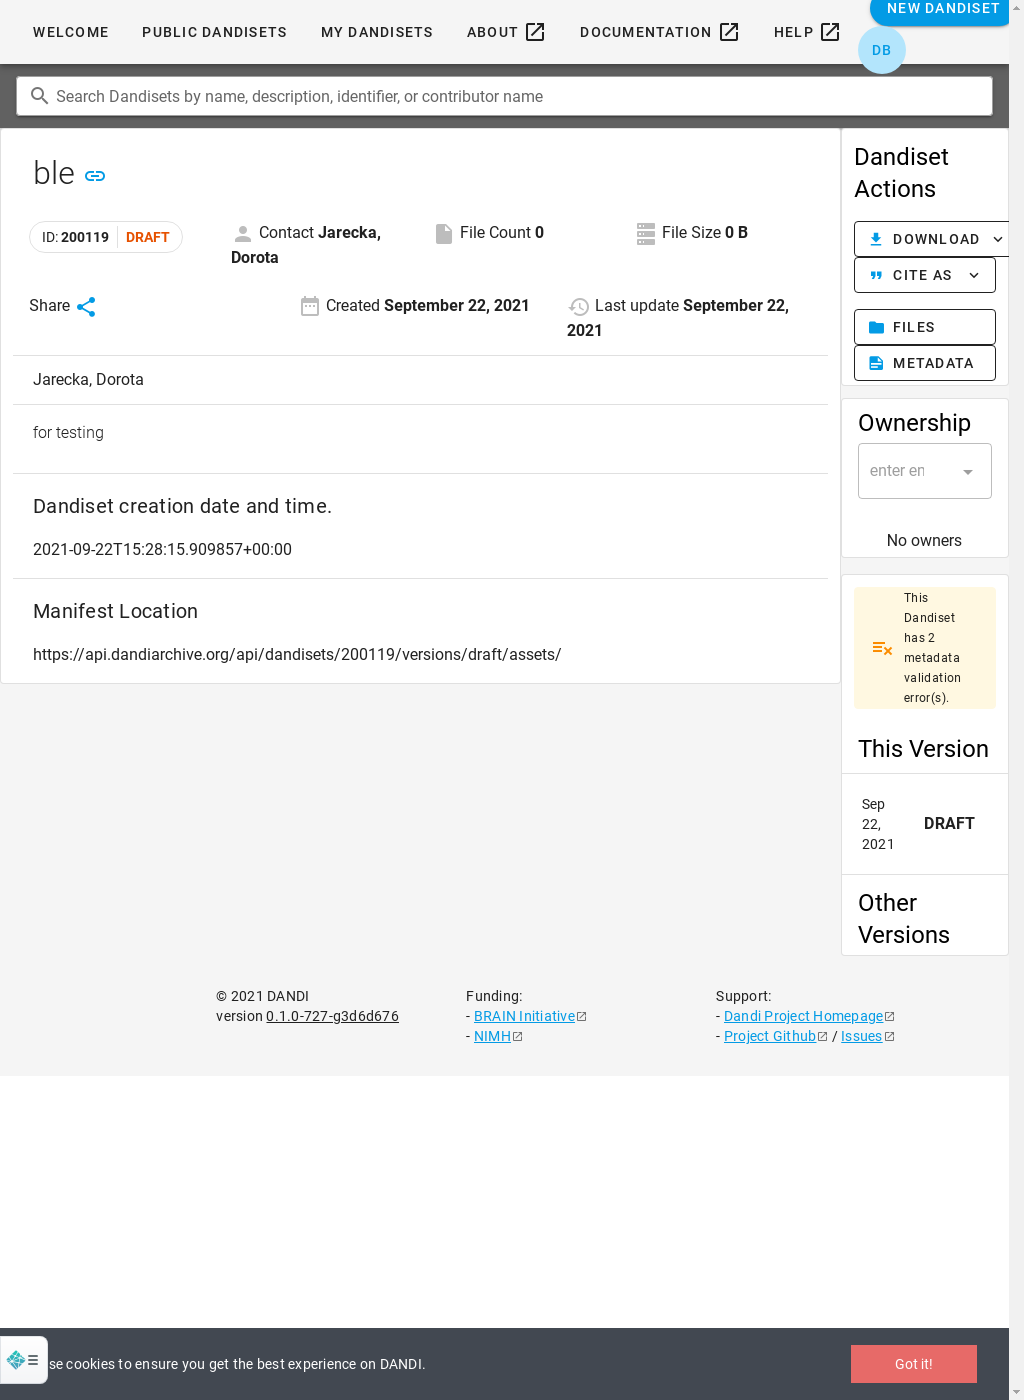 WELCOME
PUBLIC DANDISETS
MY DANDISETS
ABOUT
DOCUMENTATION
HELP
NEW DANDISET
DB
Search Dandisets by name, description, identifier, or contributor name
ble
ID: 200119 DRAFT
Contact Jarecka,
Dorota
File Count 0
File Size 0 B
Share
Created September 22, 2021
Last update September 22,
2021
Jarecka, Dorota
for testing
Dandiset creation date and time.
2021-09-22T15:28:15.909857+00:00
Manifest Location
https://api.dandiarchive.org/api/dandisets/200119/versions/draft/assets/
Dandiset
Actions
DOWNLOAD
CITE AS
FILES
METADATA
Ownership
enter en
No owners
This
Dandiset
has 2
metadata
validation
error(s).
This Version
Sep
22,
2021
DRAFT
Other
Versions
© 2021 DANDI
version 0.1.0-727-g3d6d676
Funding:
- BRAIN Initiative
- NIMH
Support:
- Dandi Project Homepage
- Project Github / Issues
se cookies to ensure you get the best experience on DANDI.
Got it!